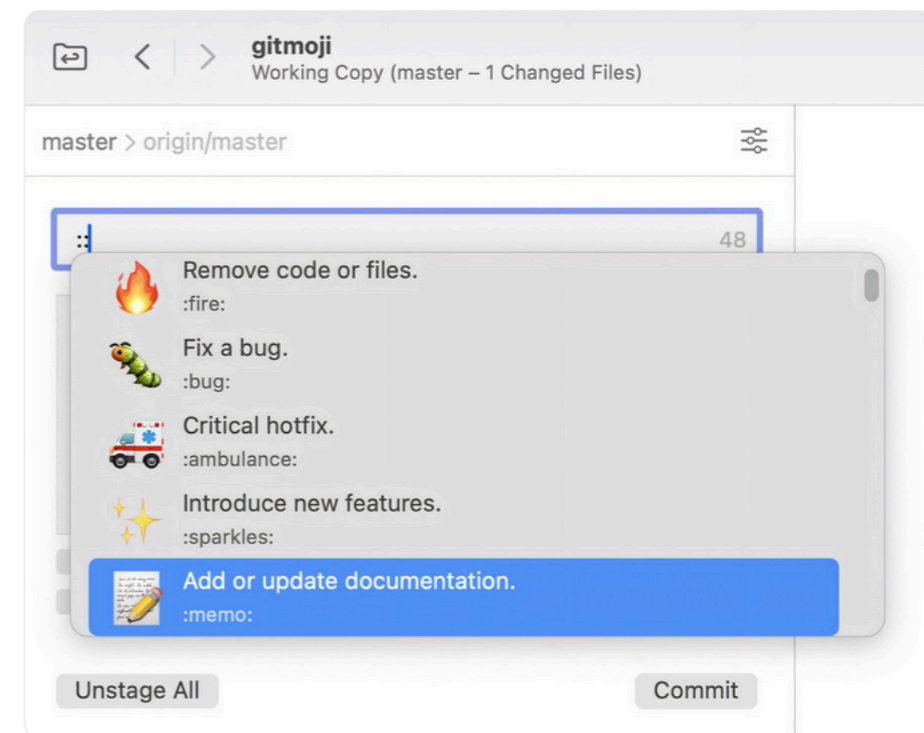 gitmoji
Working Copy (master – 1 Changed Files)
master > origin/master
:: 48
Remove code or files.
:fire:
Fix a bug.
:bug:
Critical hotfix.
:ambulance:
Introduce new features.
:sparkles:
Add or update documentation.
:memo:
Unstage All
Commit